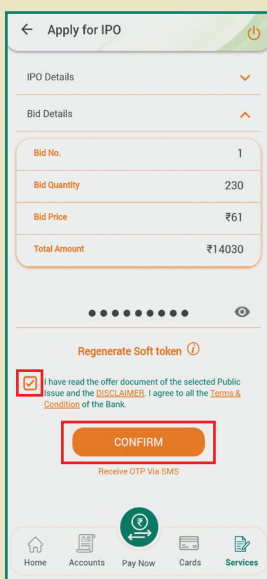 Apply for IPO
IPO Details
Bid Details
Bid No. 1
Bid Quantity 230
Bid Price ₹61
Total Amount ₹14030
Regenerate Soft token
I have read the offer document of the selected Public
Issue and the DISCLAIMER. I agree to all the Terms &
Condition of the Bank.
CONFIRM
Receive OTP Via SMS
Home Accounts Pay Now Cards Services